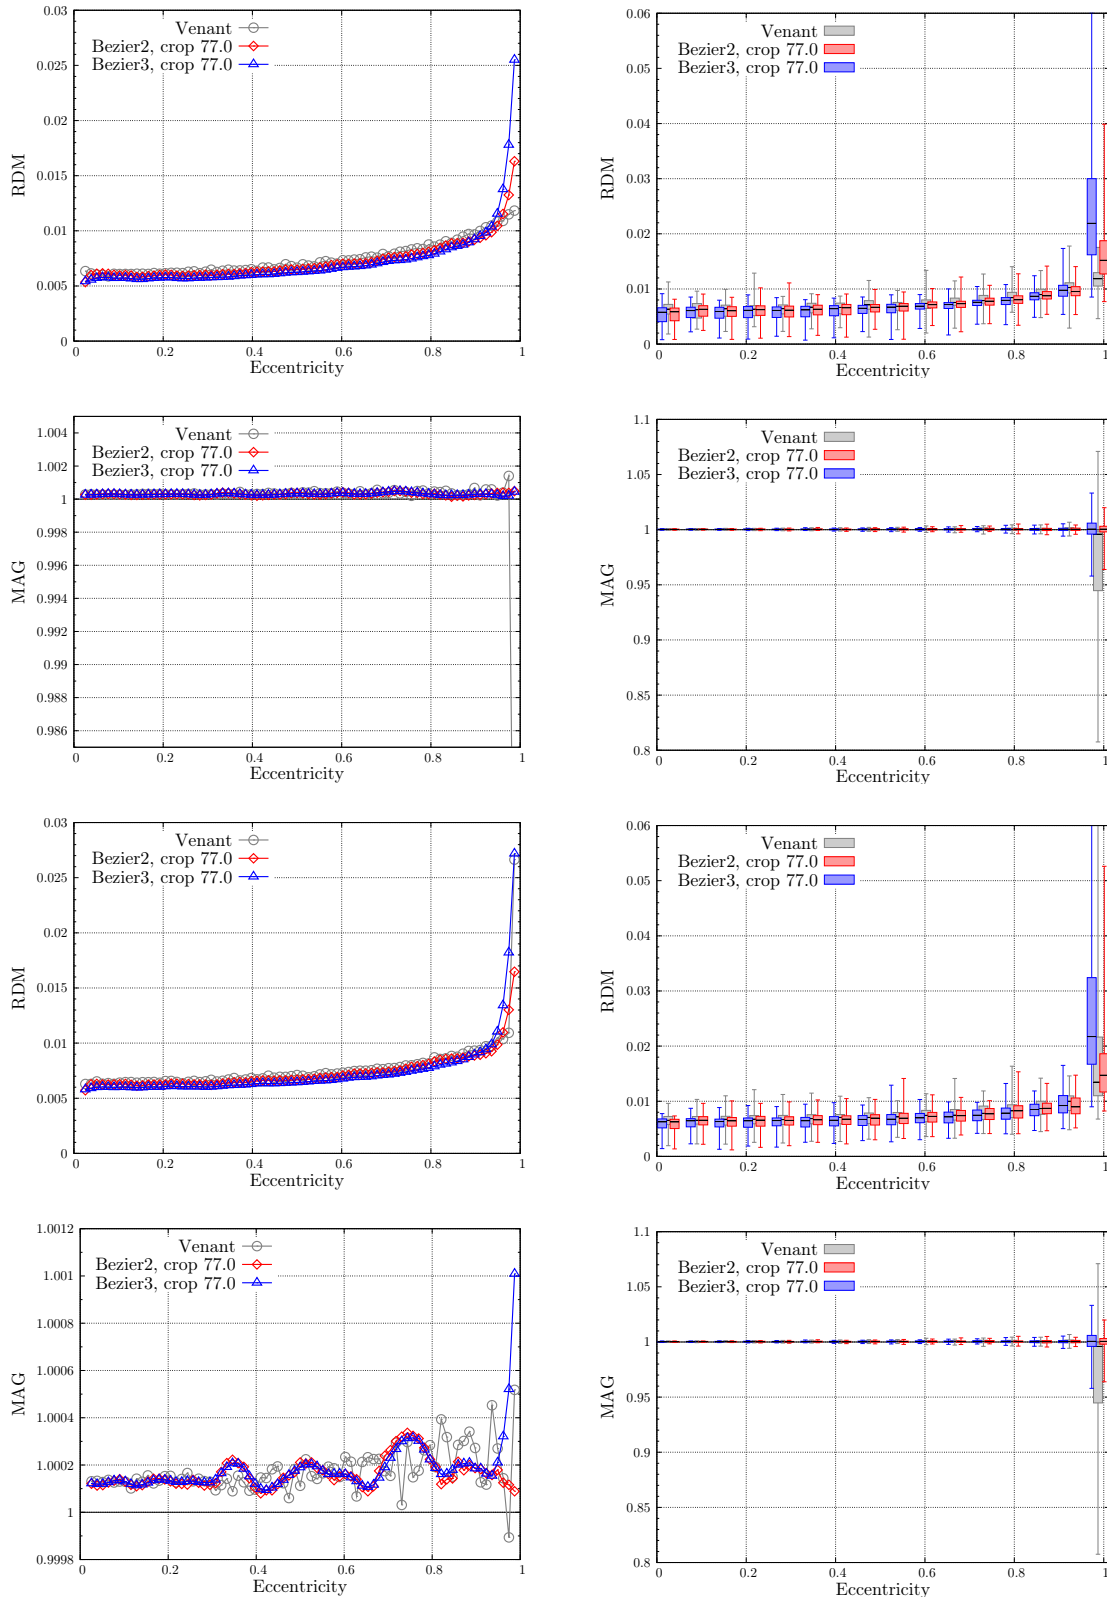 0.03
0.025
0.02
0.015
0.01
0.005
0
RDM
Venant
Bezier2, crop 77.0
Bezier3, crop 77.0
0 0.2 0.4 0.6 0.8 1
Eccentricity
0.06
0.05
0.04
0.03
0.02
0.01
0
RDM
Venant
Bezier2, crop 77.0
Bezier3, crop 77.0
0.2 0.4 0.6 0.8 1
Eccentricity
1.004
1.002
1
0.998
0.996
0.994
0.992
0.99
0.988
0.986
MAG
Venant
Bezier2, crop 77.0
Bezier3, crop 77.0
0 0.2 0.4 0.6 0.8 1
Eccentricity
1.1
1.05
1
0.95
0.9
0.85
0.8
MAG
Venant
Bezier2, crop 77.0
Bezier3, crop 77.0
0.2 0.4 0.6 0.8 1
Eccentricity
0.03
0.025
0.02
0.015
0.01
0.005
0
RDM
Venant
Bezier2, crop 77.0
Bezier3, crop 77.0
0 0.2 0.4 0.6 0.8 1
Eccentricity
0.06
0.05
0.04
0.03
0.02
0.01
0
RDM
Venant
Bezier2, crop 77.0
Bezier3, crop 77.0
0.2 0.4 0.6 0.8 1
Eccentricity
1.0012
1.001
1.0008
1.0006
1.0004
1.0002
1
0.9998
MAG
Venant
Bezier2, crop 77.0
Bezier3, crop 77.0
0 0.2 0.4 0.6 0.8 1
Eccentricity
1.1
1.05
1
0.95
0.9
0.85
0.8
MAG
Venant
Bezier2, crop 77.0
Bezier3, crop 77.0
0.2 0.4 0.6 0.8 1
Eccentricity